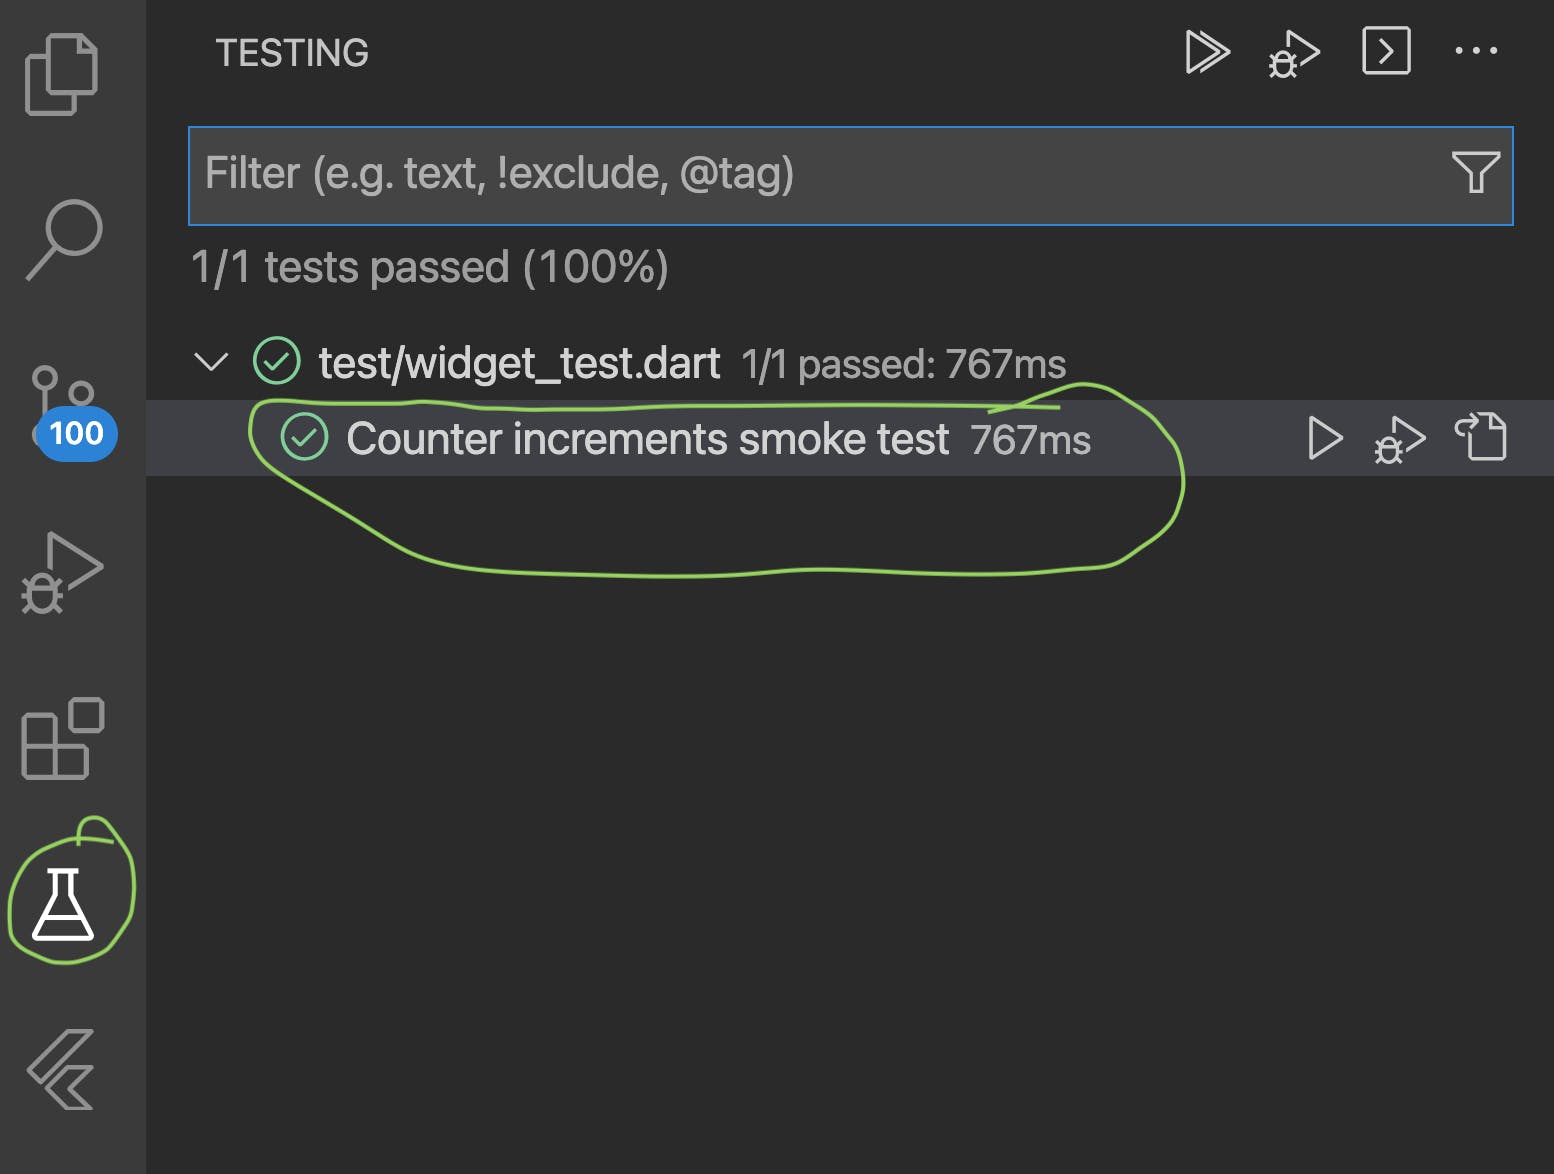 TESTING
Filter (e.g. text, !exclude, @tag)
1/1 tests passed (100%)
test/widget_test.dart 1/1 passed: 767ms
100
Counter increments smoke test 767ms